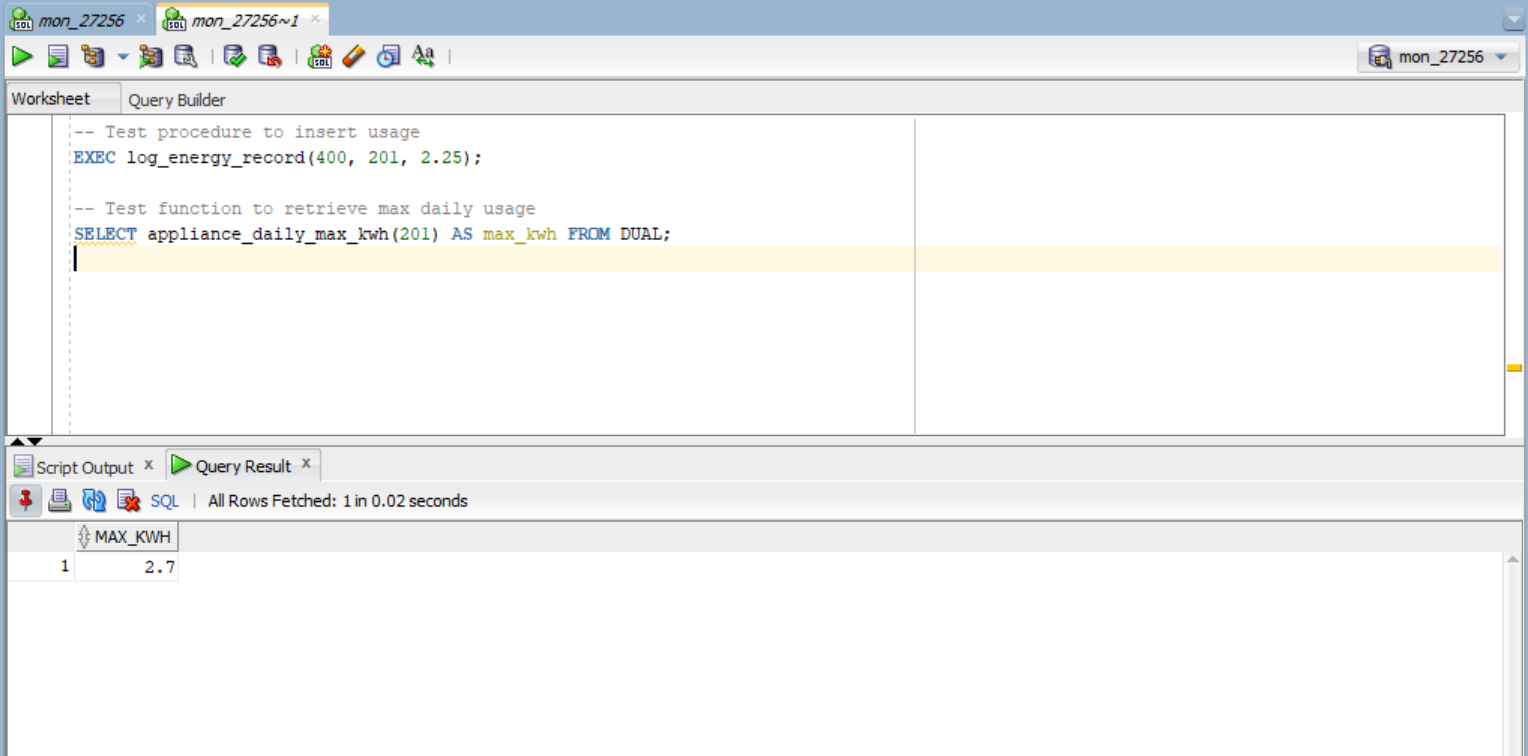 mon_27256 × mon_27256~1 ×
mon_27256
Worksheet Query Builder
-- Test procedure to insert usage
EXEC log_energy_record(400, 201, 2.25);
-- Test function to retrieve max daily usage
SELECT appliance_daily_max_kwh(201) AS max_kwh FROM DUAL;
Script Output x Query Result x
SQL | All Rows Fetched: 1 in 0.02 seconds
MAX_KWH
1 2.7